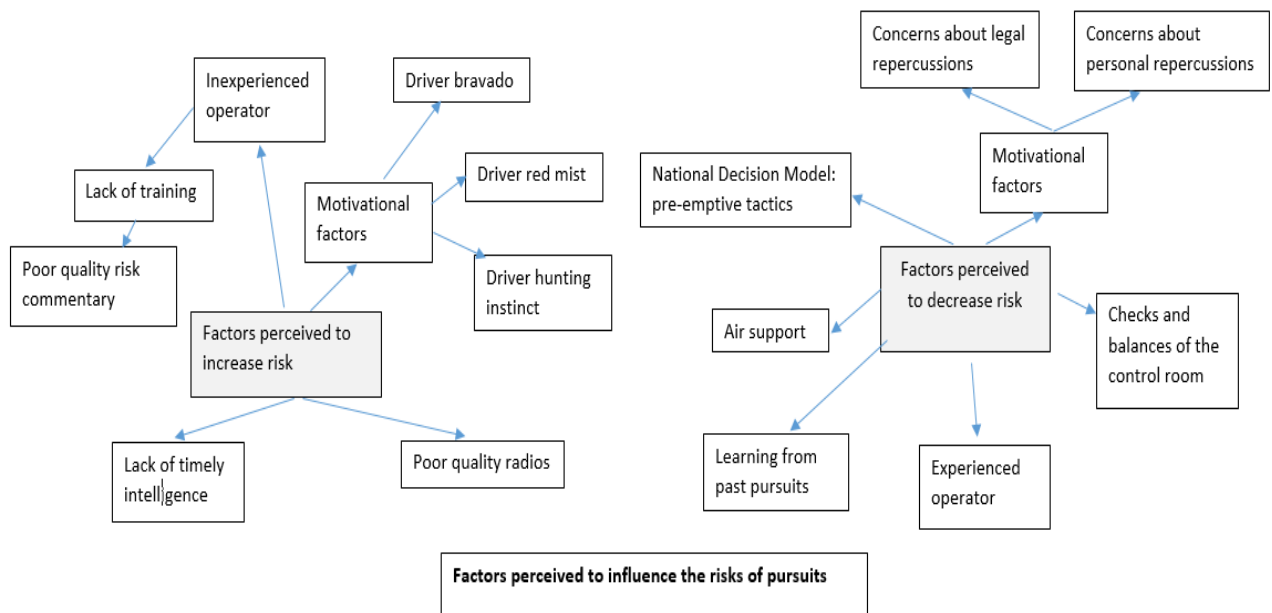 Concerns about legal
repercussions
Concerns about
personal repercussions
Inexperienced
operator
Driver bravado
Motivational
factors
Lack of training
Driver red mist
National Decision Model:
pre-emptive tactics
Motivational
factors
Poor quality risk
commentary
Driver hunting
instinct
Factors perceived
to decrease risk
Factors perceived to
increase risk
Air support
Checks and
balances of the
control room
Lack of timely
intelligence
Poor quality radios
Learning from
past pursuits
Experienced
operator
Factors perceived to influence the risks of pursuits